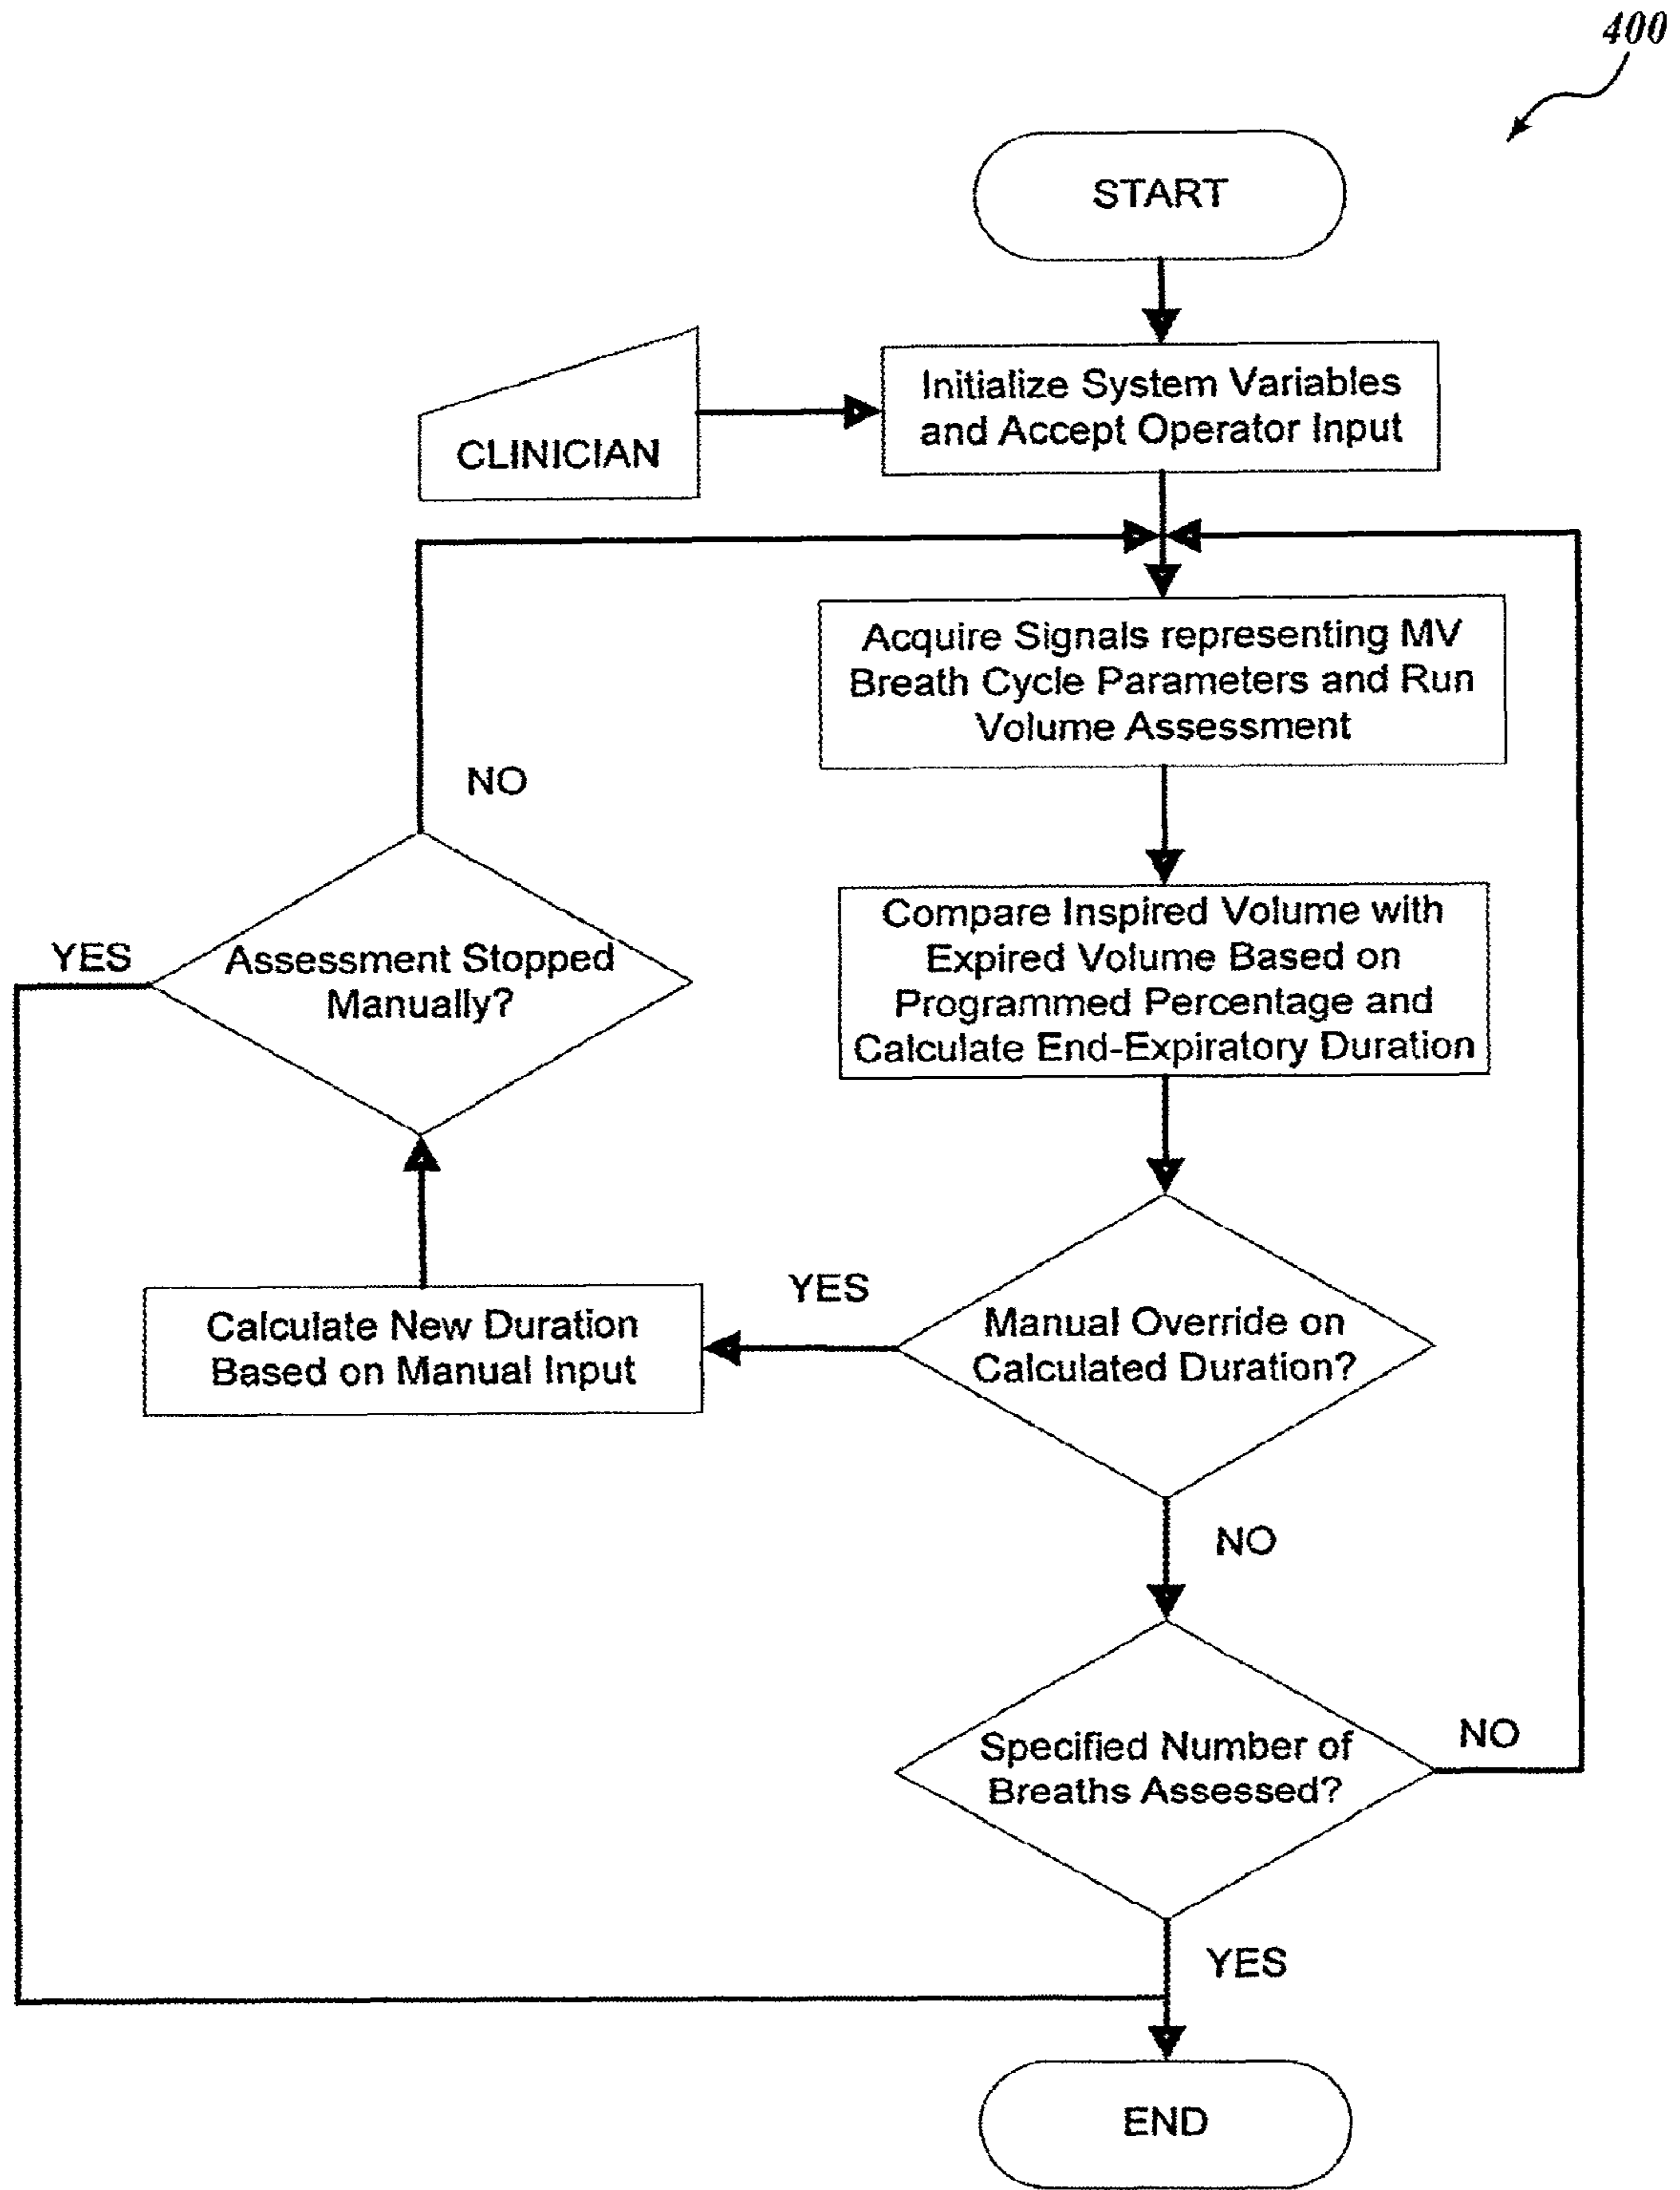 400
START
Initialize System Variables
and Accept Operator Input
CLINICIAN
Acquire Signals representing MV
Breath Cycle Parameters and Run
Volume Assessment
NO
Compare Inspired Volume with
Expired Volume Based on
Programmed Percentage and
Calculate End-Expiratory Duration
YES
Assessment Stopped
Manually?
YES
Manual Override on
Calculated Duration?
Calculate New Duration
Based on Manual Input
NO
Specified Number of
Breaths Assessed?
NO
YES
END